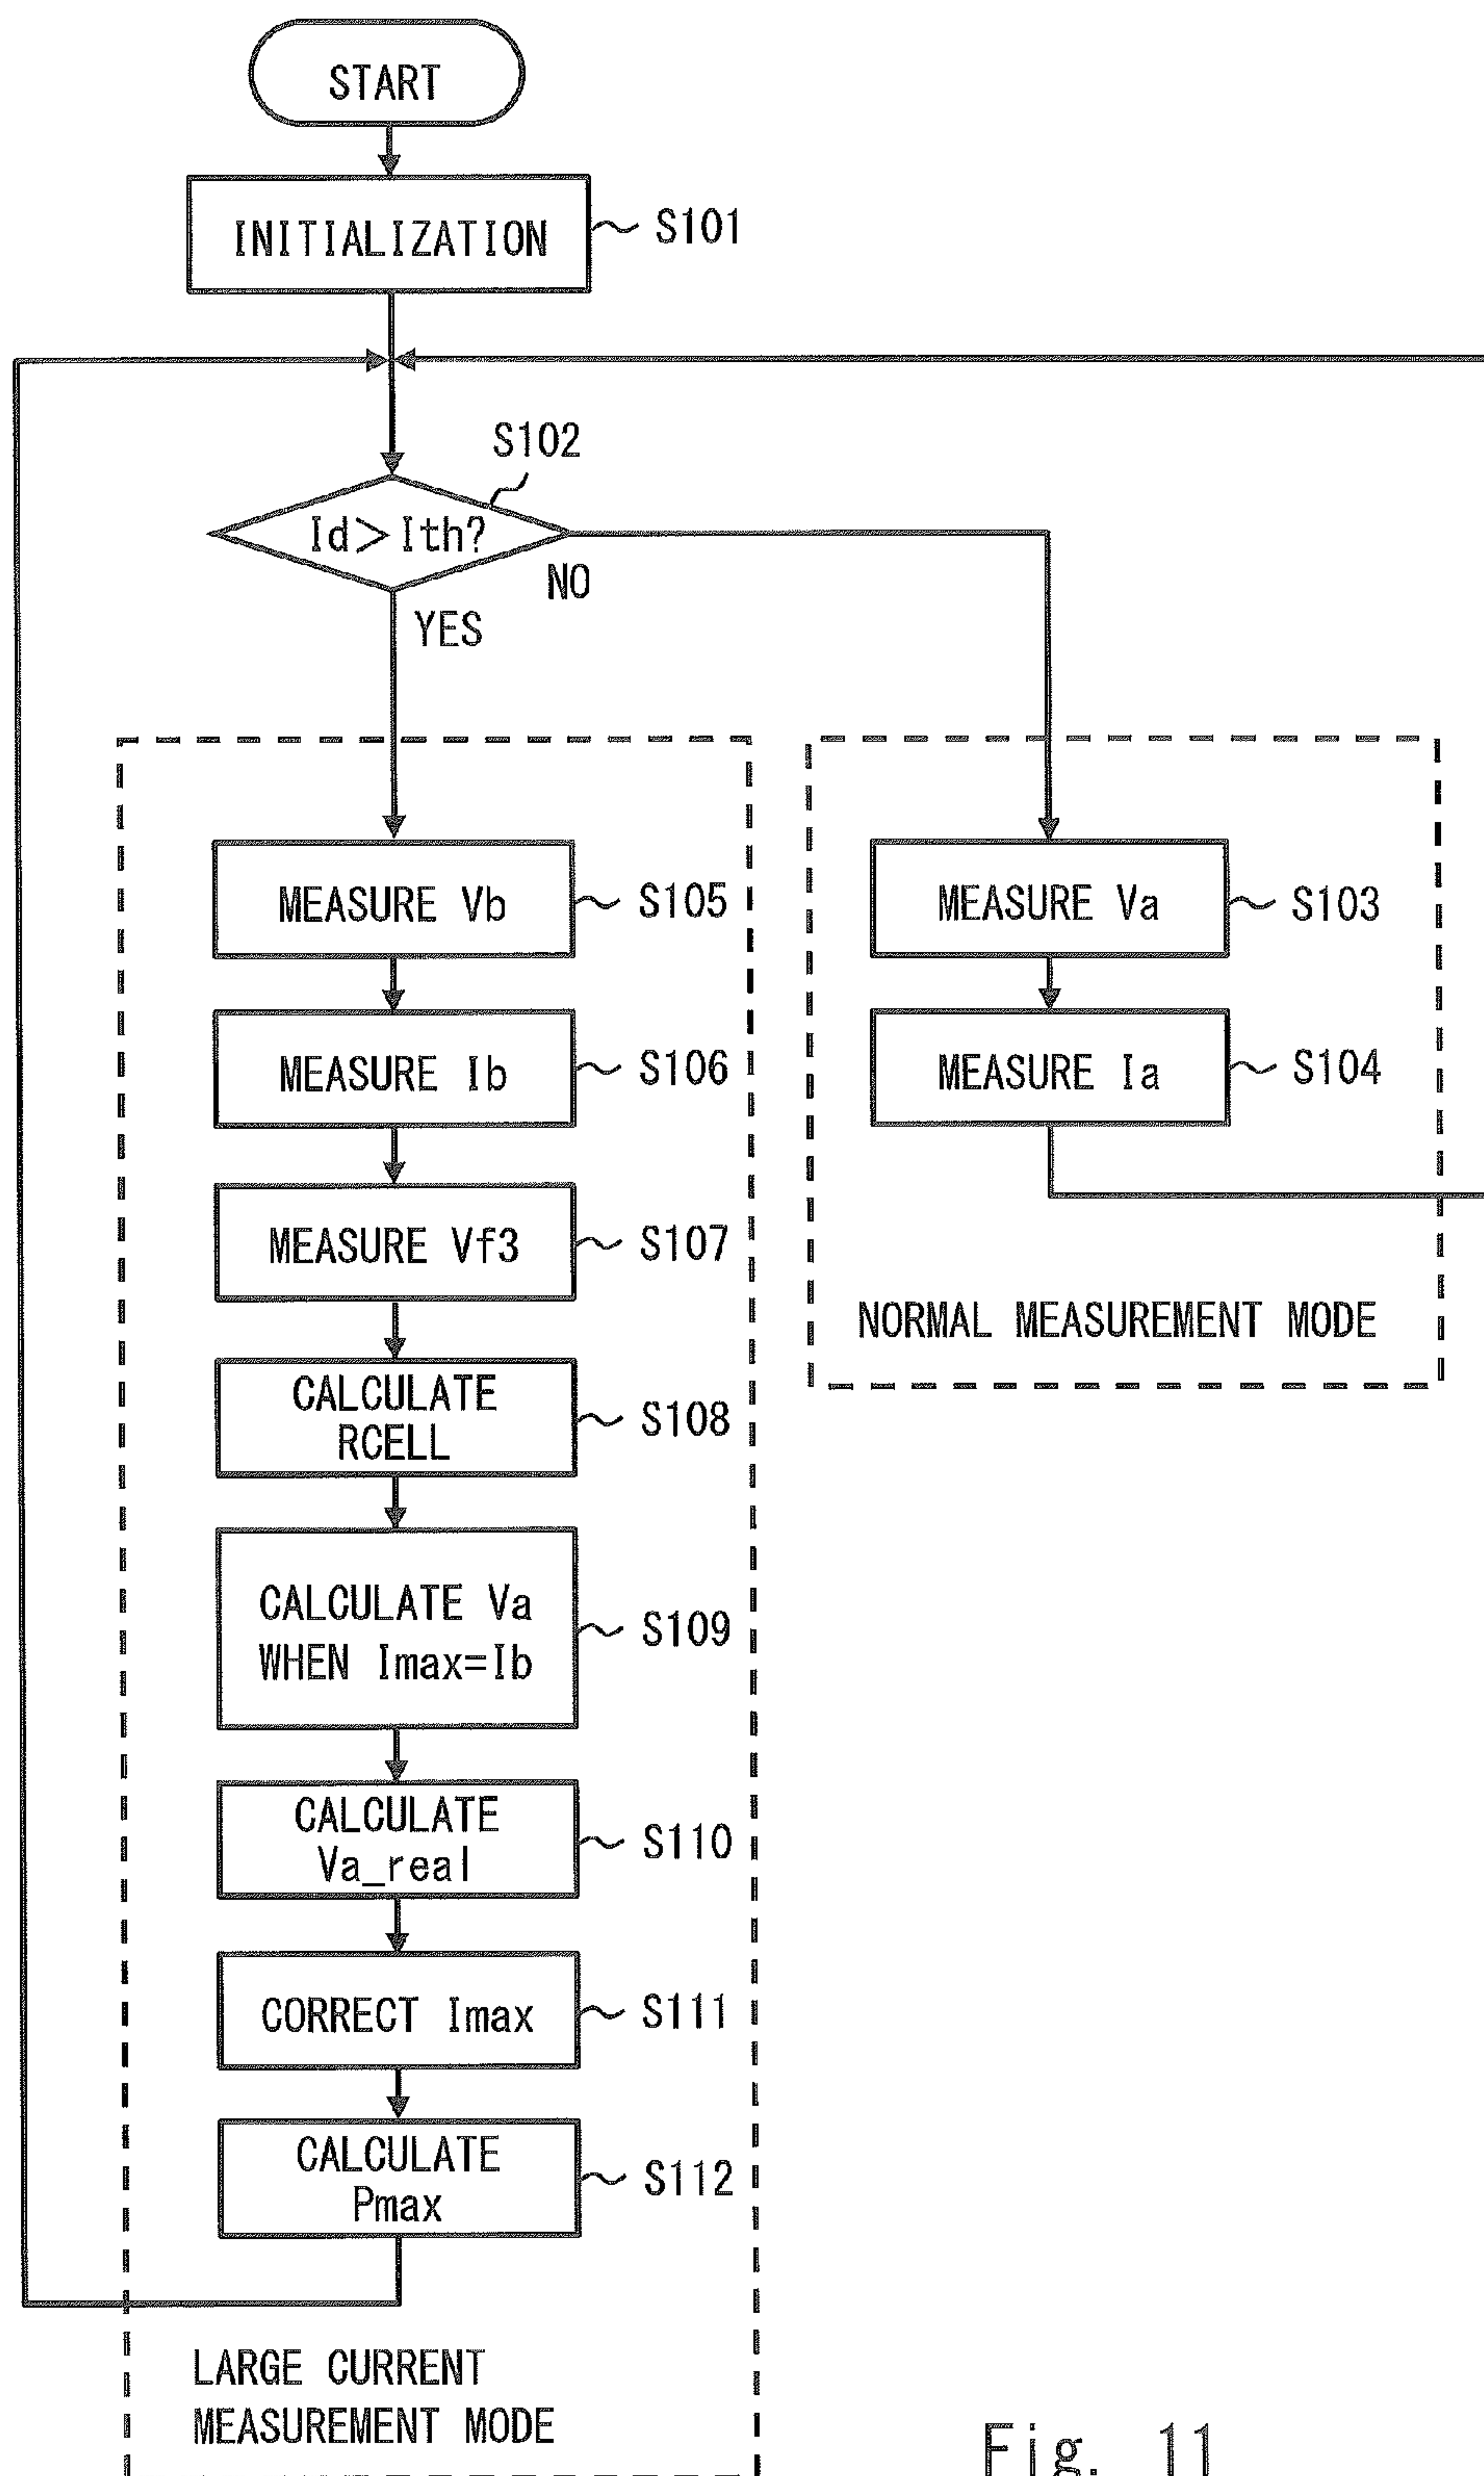 START
INITIALIZATION
S101
S102
Id>Ith?
NO
YES
MEASURE Vb
S105
MEASURE Ib
S106
MEASURE Vf3
S107
CALCULATE
RCELL
S108
CALCULATE Va
WHEN Imax=Ib
S109
CALCULATE
Va_real
S110
CORRECT Imax
S111
CALCULATE
Pmax
S112
LARGE CURRENT
MEASUREMENT MODE
MEASURE Va
S103
MEASURE Ia
S104
NORMAL MEASUREMENT MODE
Fig. 11